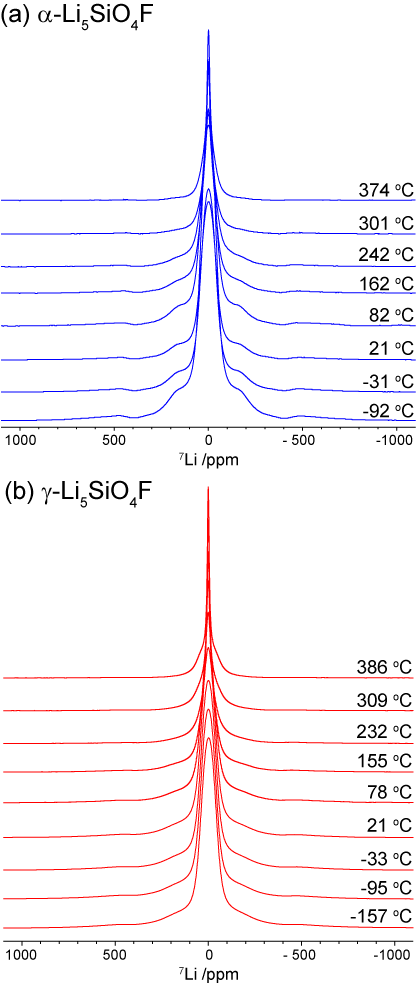 (a) α-Li5SiO4F
374 °C
301 °C
242 °C
162 °C
82 °C
21 °C
-31 °C
-92 °C
1000 500 0 - 500 -1000
7Li /ppm
(b) γ-Li5SiO4F
386 °C
309 °C
232 °C
155 °C
78 °C
21 °C
-33 °C
-95 °C
-157 °C
1000 500 0 - 500 -1000
7Li /ppm